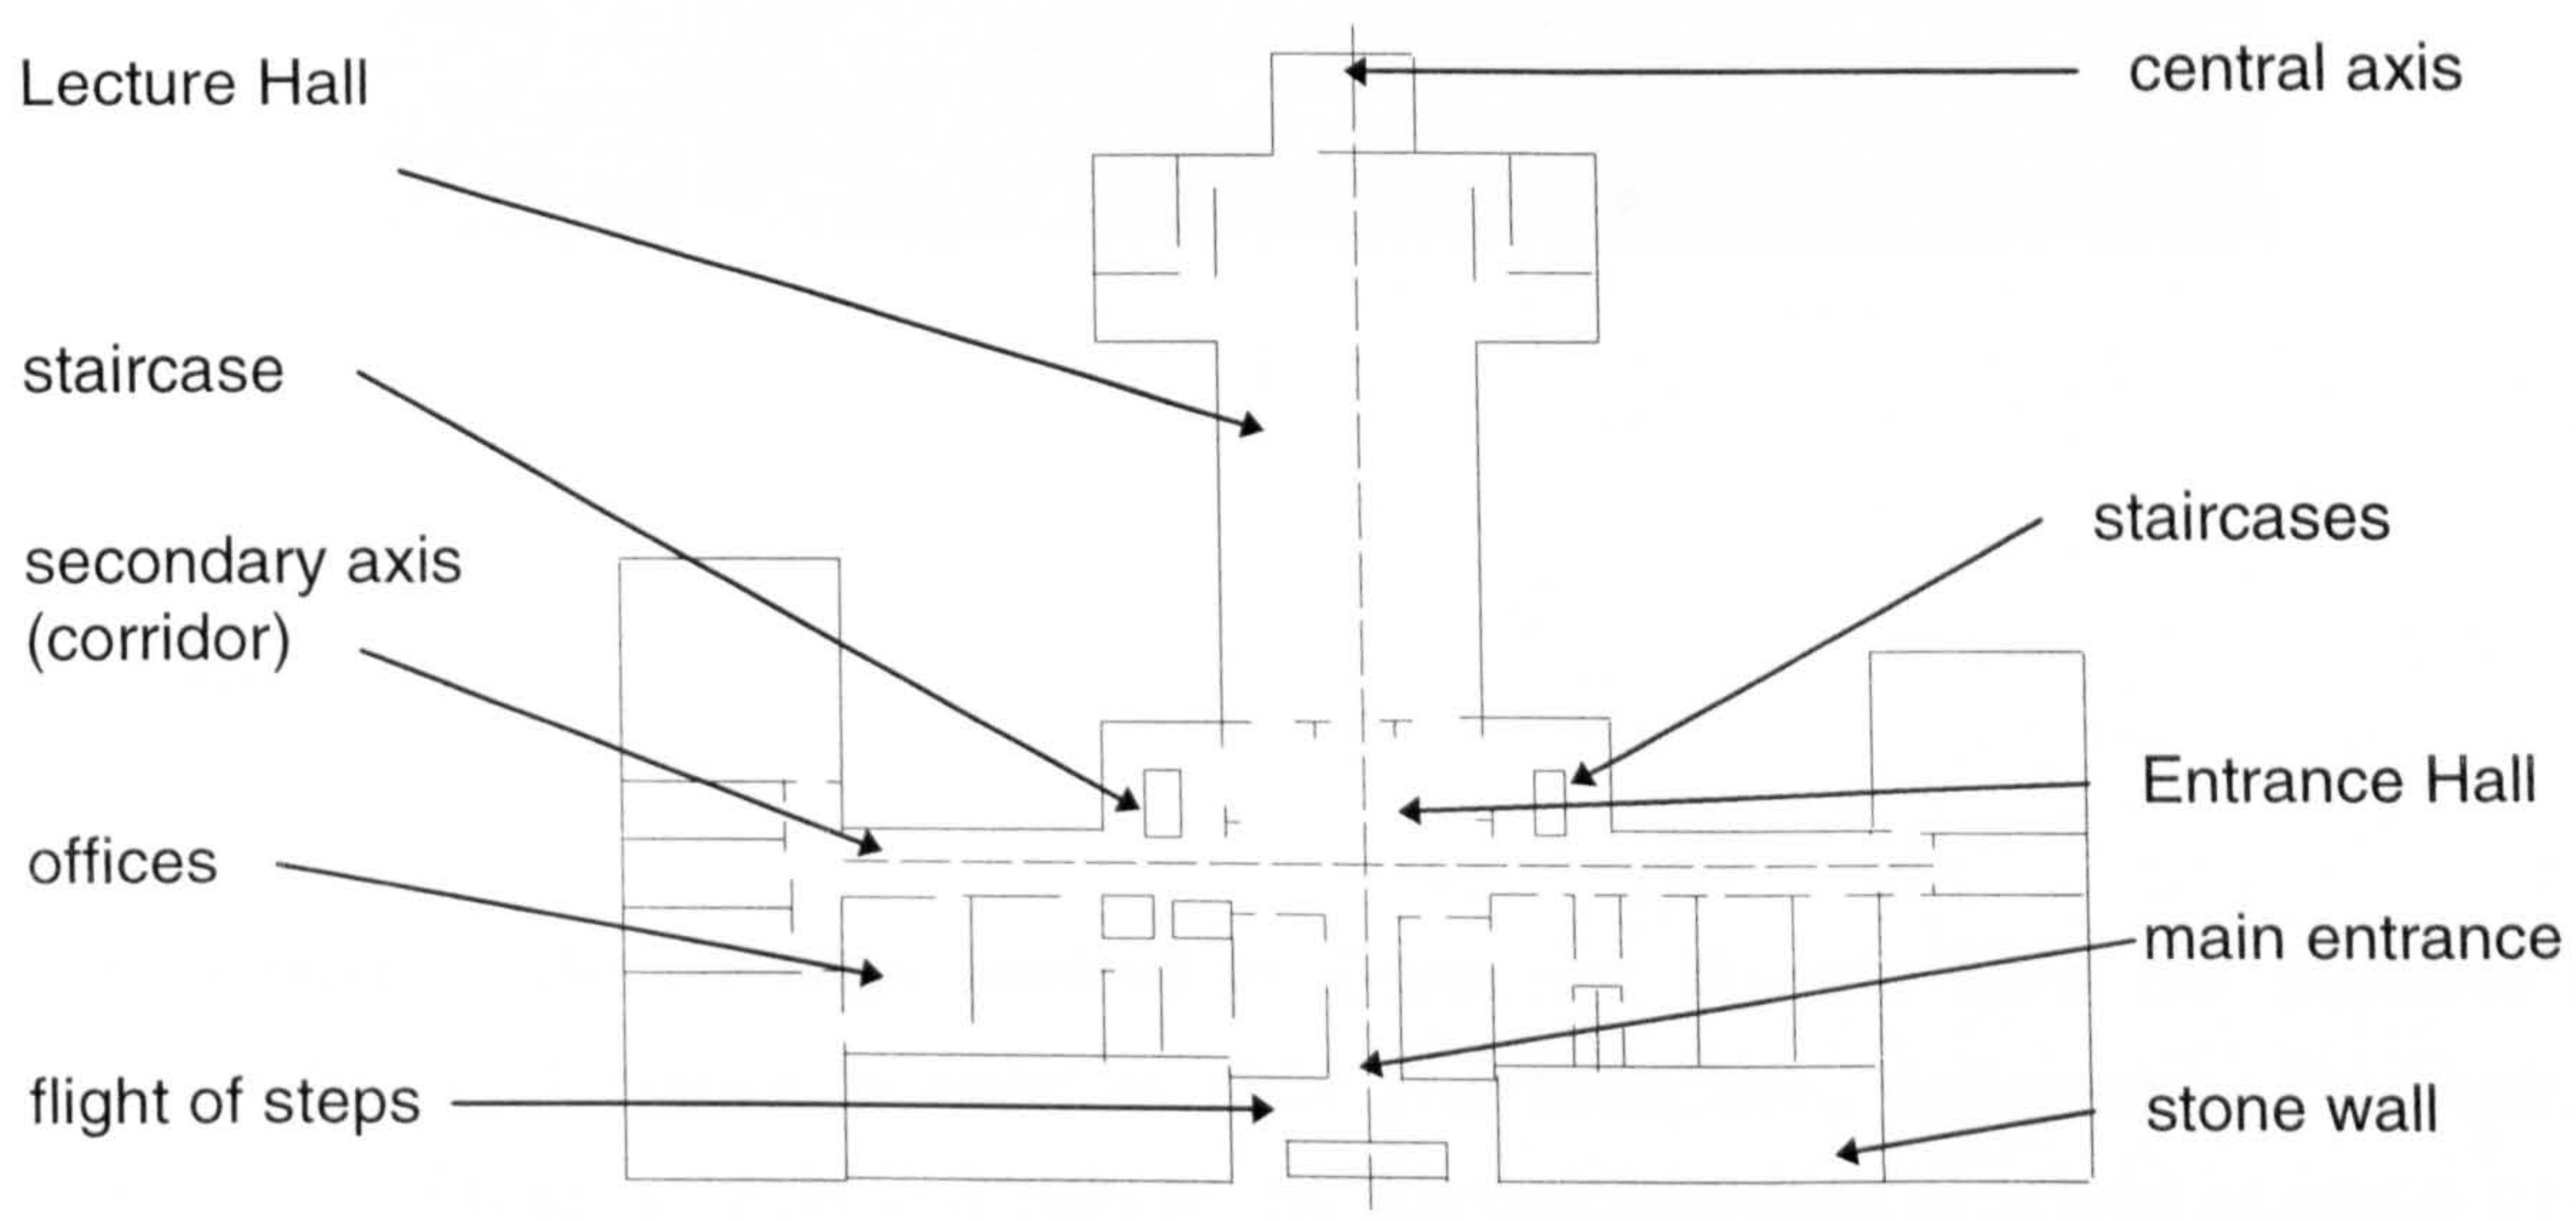 Lecture Hall
central axis
staircase
staircases
secondary axis
(corridor)
Entrance Hall
offices
main entrance
flight of steps
stone wall